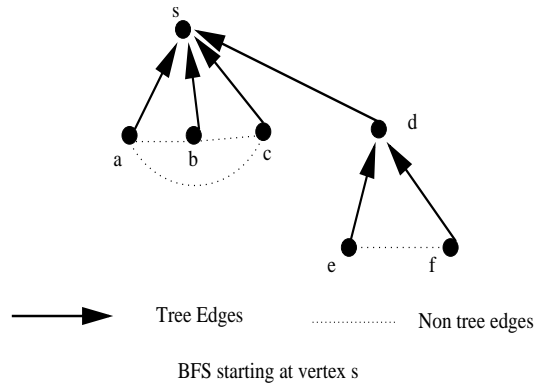 s
d
a
b
c
e
f
Tree Edges
Non tree edges
BFS starting at vertex s